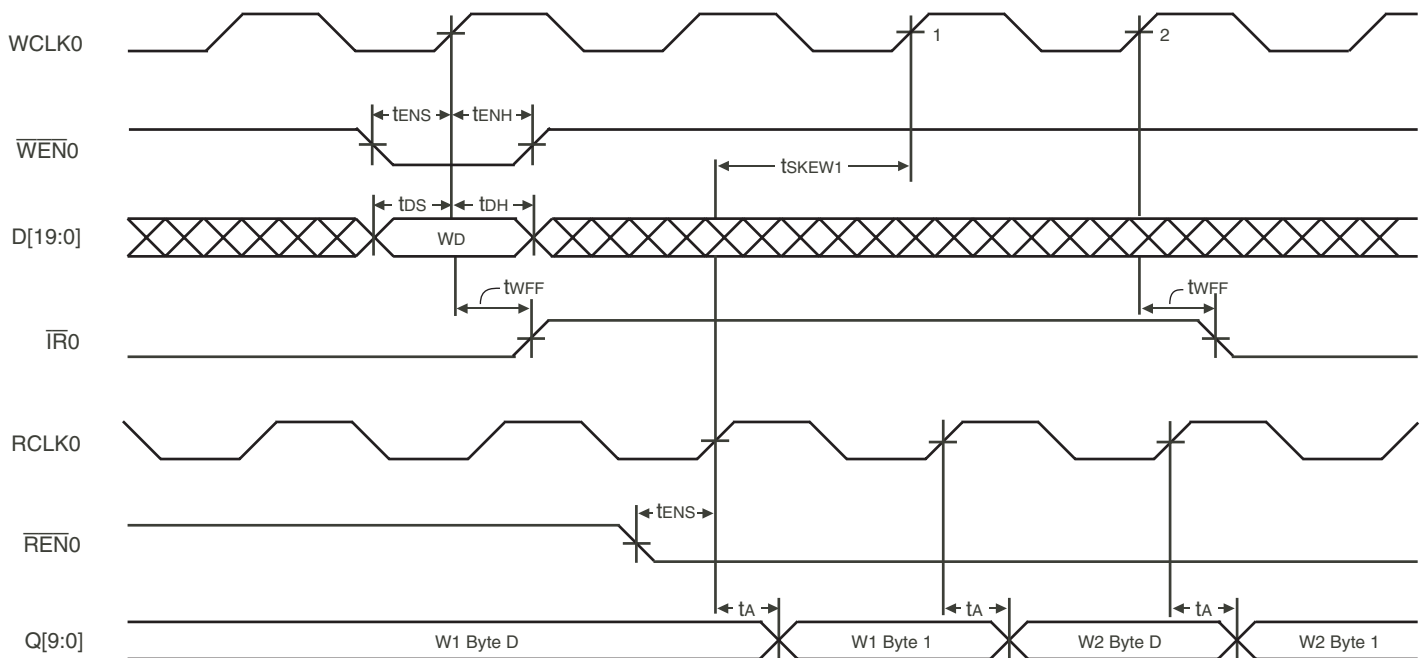 WCLK0
1
2
tENS
tENH
WEN0
tSKEW1
tDS
tDH
D[19:0]
WD
tWFF
tWFF
IR0
RCLK0
tENS
REN0
tA
tA
tA
Q[9:0]
W1 Byte D
W1 Byte 1
W2 Byte D
W2 Byte 1